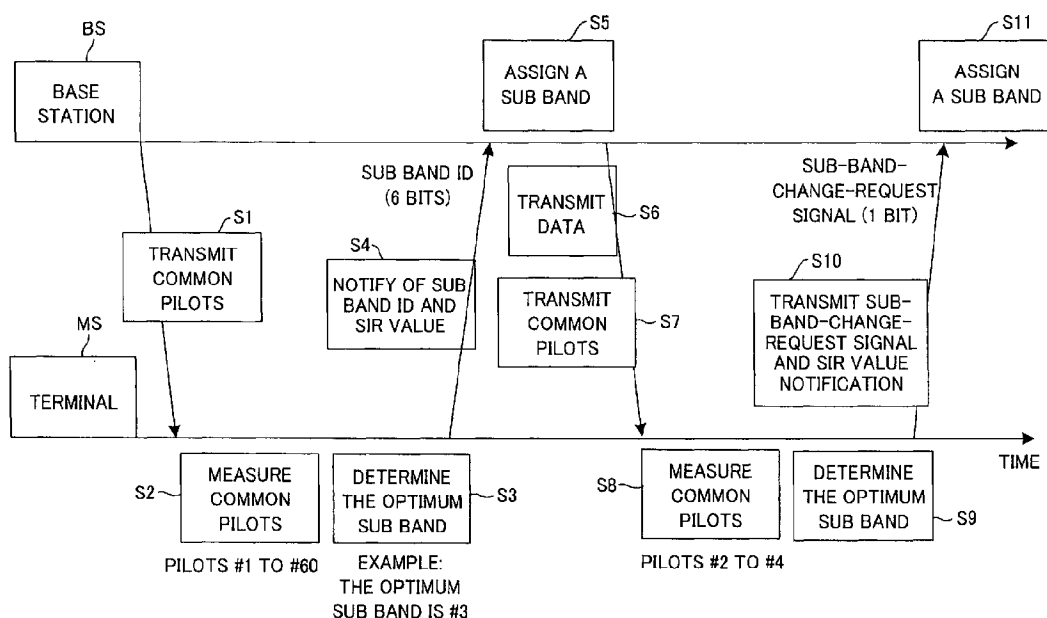 BS
BASE
STATION
S1
TRANSMIT
COMMON
PILOTS
MS
TERMINAL
S2
MEASURE
COMMON
PILOTS
PILOTS #1 TO #60
DETERMINE
THE OPTIMUM
SUB BAND
S3
EXAMPLE:
THE OPTIMUM
SUB BAND IS #3
SUB BAND ID
(6 BITS)
S4
NOTIFY OF SUB
BAND ID AND
SIR VALUE
S5
ASSIGN A
SUB BAND
TRANSMIT
DATA
S6
TRANSMIT
COMMON
PILOTS
S7
S8
MEASURE
COMMON
PILOTS
PILOTS #2 TO #4
DETERMINE
THE OPTIMUM
SUB BAND
S9
SUB-BAND-
CHANGE-REQUEST
SIGNAL (1 BIT)
S10
TRANSMIT SUB-
BAND-CHANGE-
REQUEST SIGNAL
AND SIR VALUE
NOTIFICATION
S11
ASSIGN
A SUB BAND
TIME